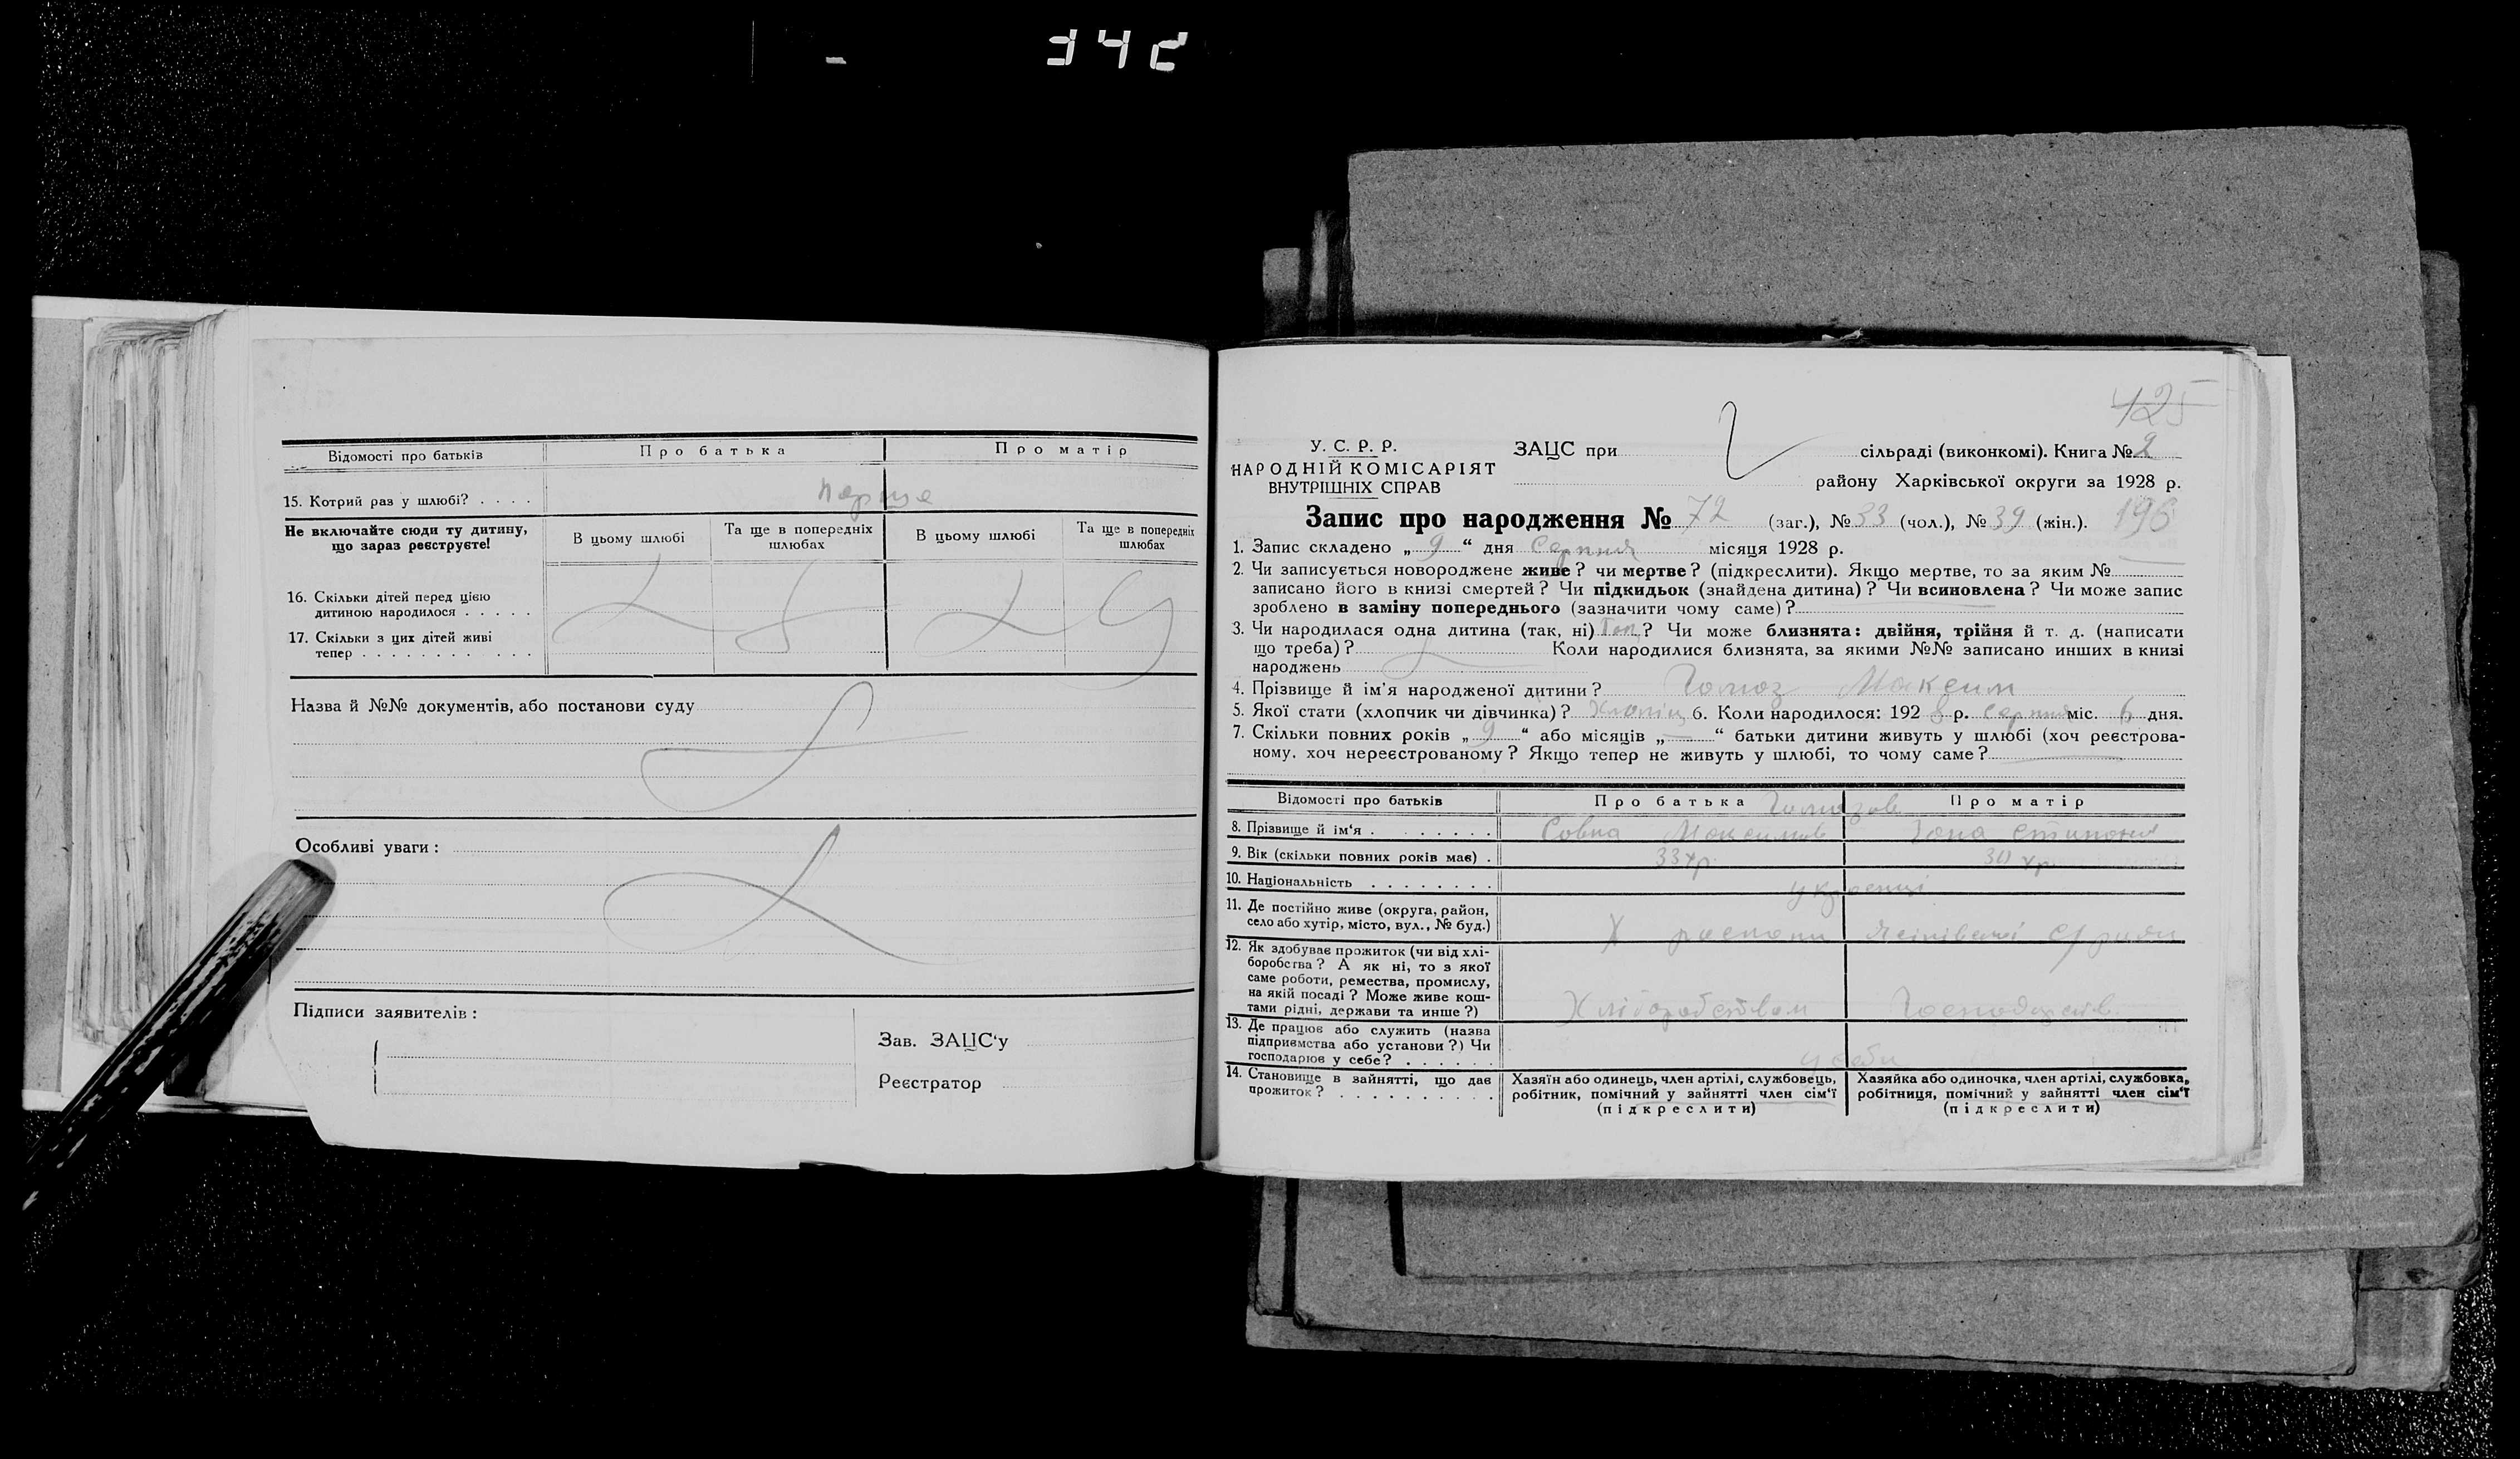 342
Відомості про батьків
Про батька
Про матір
15. Котрий раз у шлюбі? . . . .
перше
Не включайте сюди ту дитину, що зараз реєструєте!
В цьому шлюбі
Та ще в попередніх шлюбах
В цьому шлюбі
Та ще в попередніх шлюбах
16. Скільки дітей перед цією
дитиною народилося . . . . .
17. Скільки з цих дітей живі
тепер . . . . . . . . . . . .
Назва й №№ документів, або постанови суду
Особливі уваги :
Підписи заявителів :
Зав. ЗАЦС‘у
Реєстратор
425
У. С. Р. Р.
НАРОДНІЙ КОМІСАРІЯТ
ВНУТРІШНІХ СПРАВ
ЗАЦС при сільраді (виконкомі). Книга № 2
району Харківської округи за 1928 р.
Запис про народження № 72 (заг.), № 33 (чол.), № 39 (жін.). 196
1. Запис складено „ 9 “ дня Серпня місяця 1928 р.
2. Чи записується новороджене живе? чи мертве? (підкреслити). Якщо мертве, то за яким №
записано його в книзі смертей? Чи підкидьок (знайдена дитина)? Чи всиновлена? Чи може запис
зроблено в заміну попереднього (зазначити чому саме)?
3. Чи народилася одна дитина (так, ні) ? Чи може близнята: двійня, трійня й т. д. (написати
що треба)? Коли народилися близнята, за якими №№ записано инших в книзі
народжень
4. Прізвище й ім‘я народженої дитини? Максим
5. Якої стати (хлопчик чи дівчинка)? Хлопіц 6. Коли народилося: 192 8 р. серпня міс. 6 дня.
7. Скільки повних років „ 9 “ або місяців „ — “ батьки дитини живуть у шлюбі (хоч реєстрова-
ному, хоч нереєстрованому? Якщо тепер не живуть у шлюбі, то чому саме?
Відомості про батьків
Про батька
Про матір
8. Прізвище й ім‘я . . . . . . . .
Савва Максимов
9. Вік (скільки повних років має) .
33 р.
30 р.
10. Національність . . . . . . . .
українці
11. Де постійно живе (округа, район,
село або хутір, місто, вул., № буд.)
12. Як здобуває прожиток (чи від хлі-
боробства? А як ні, то з якої
саме роботи, ремества, промислу,
на якій посаді? Може живе кош-
тами рідні, держави та инше?)
Хліборобством
13. Де працює або служить (назва
підприємства або установи?) Чи
господарює у себе? . . . . . .
у себи
14. Становище в зайнятті, що дає
прожиток? . . . . . . . . . .
Хазяїн або одинець, член артілі, службовець,
робітник, помічний у зайнятті член сім‘ї
(підкреслити)
Хазяйка або одиночка, член артілі, службовка,
робітниця, помічний у зайнятті член сім‘ї
(підкреслити)